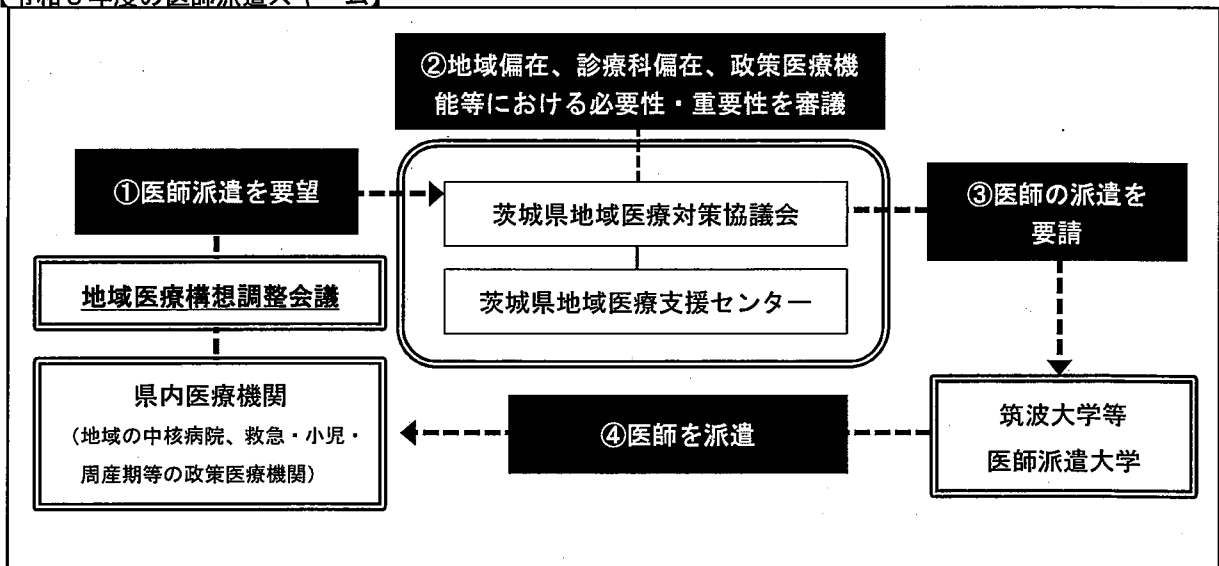 ②地域偏在、診療科偏在、政策医療機
能等における必要性・重要性を審議
①医師派遣を要望
茨城県地域医療対策協議会
③医師の派遣を
要請
地域医療構想調整会議
茨城県地域医療支援センター
県内医療機関
（地域の中核病院、救急・小児・
周産期等の政策医療機関）
④医師を派遣
筑波大学等
医師派遣大学